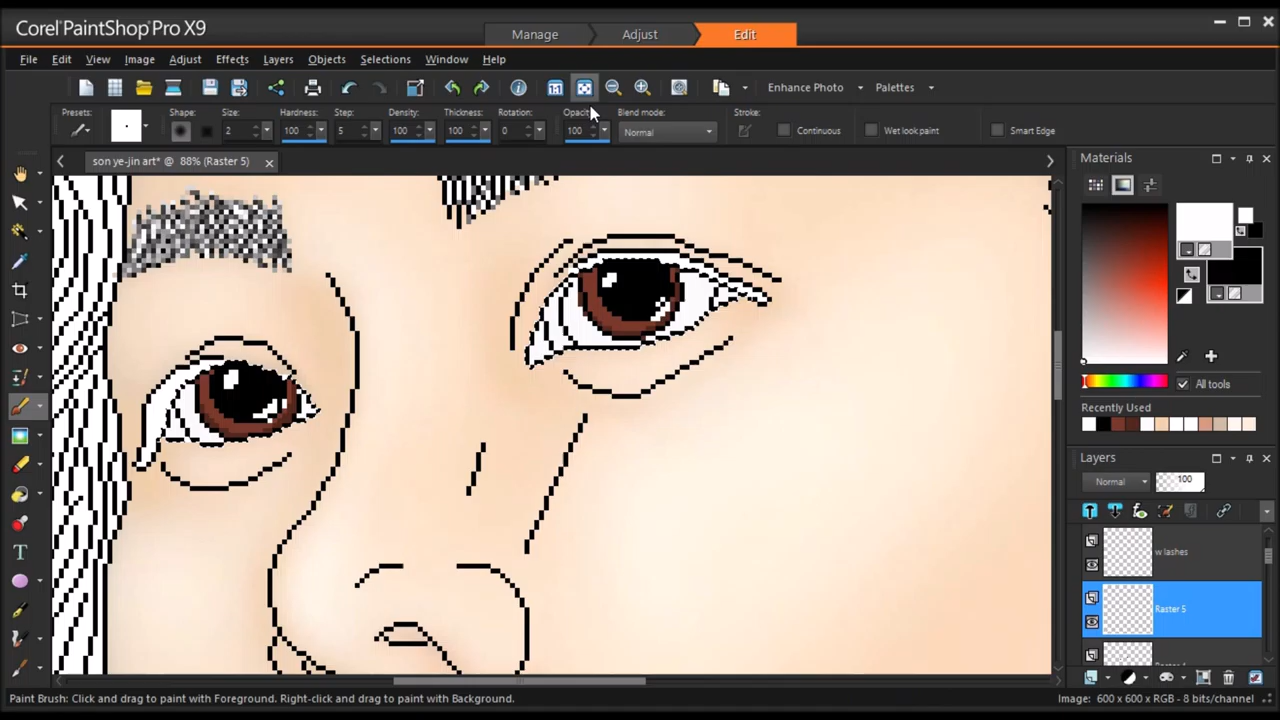 Corel PaintShop Pro X9
Manage Adjust Edit
File Edit View Image Adjust Effects Layers Objects Selections Window Help
Enhance Photo Palettes
Presets: Shape: Size: Hardness: Step: Density: Thickness: Rotation: Opacity: Blend mode: Stroke:
2 100 5 100 100 0 100 Normal Continuous Wet look paint Smart Edge
son ye-jin art* @ 88% (Raster 5)
Materials
All tools
Recently Used
Layers
Normal 100
w lashes
Raster 5
Paint Brush: Click and drag to paint with Foreground. Right-click and drag to paint with Background.
Image: 600 x 600 x RGB - 8 bits/channel